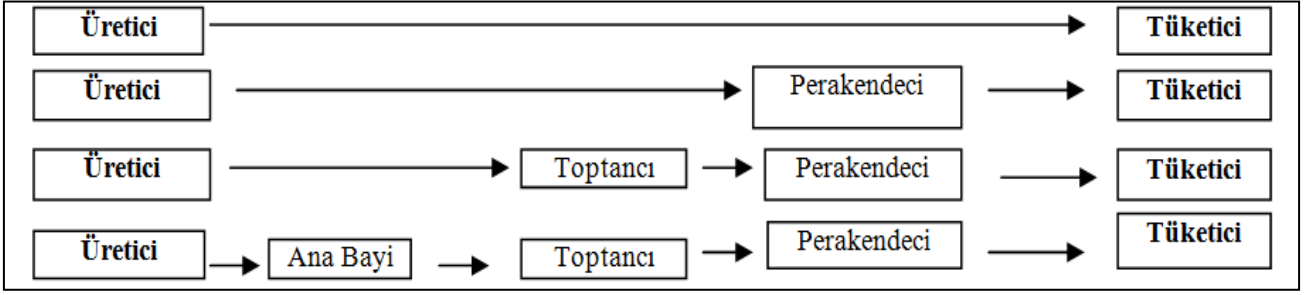 Üretici Tüketici
Üretici Perakendeci Tüketici
Üretici Toptancı Perakendeci Tüketici
Üretici Ana Bayi Toptancı Perakendeci Tüketici